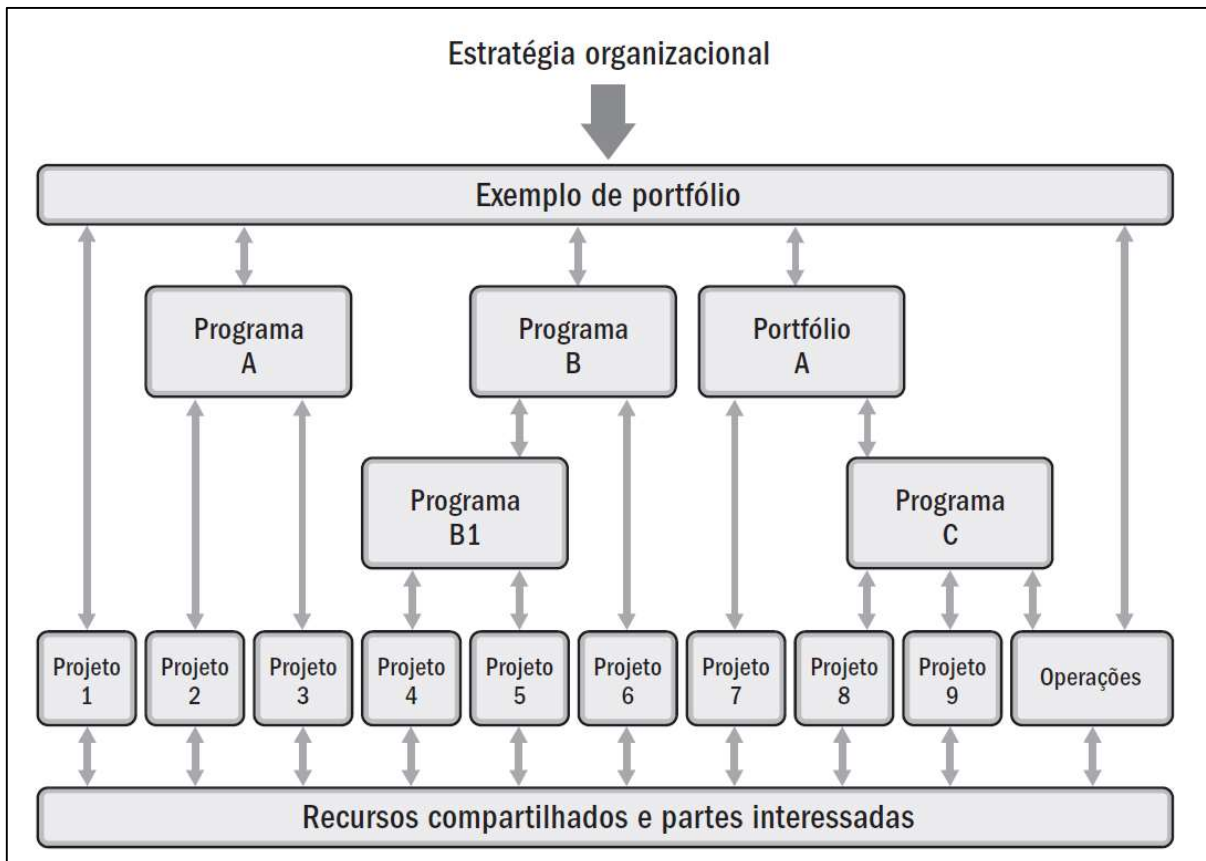 Estratégia organizacional
Exemplo de portfólio
Programa
A
Programa
B
Portfólio
A
Programa
B1
Programa
C
Projeto
1
Projeto
2
Projeto
3
Projeto
4
Projeto
5
Projeto
6
Projeto
7
Projeto
8
Projeto
9
Operações
Recursos compartilhados e partes interessadas